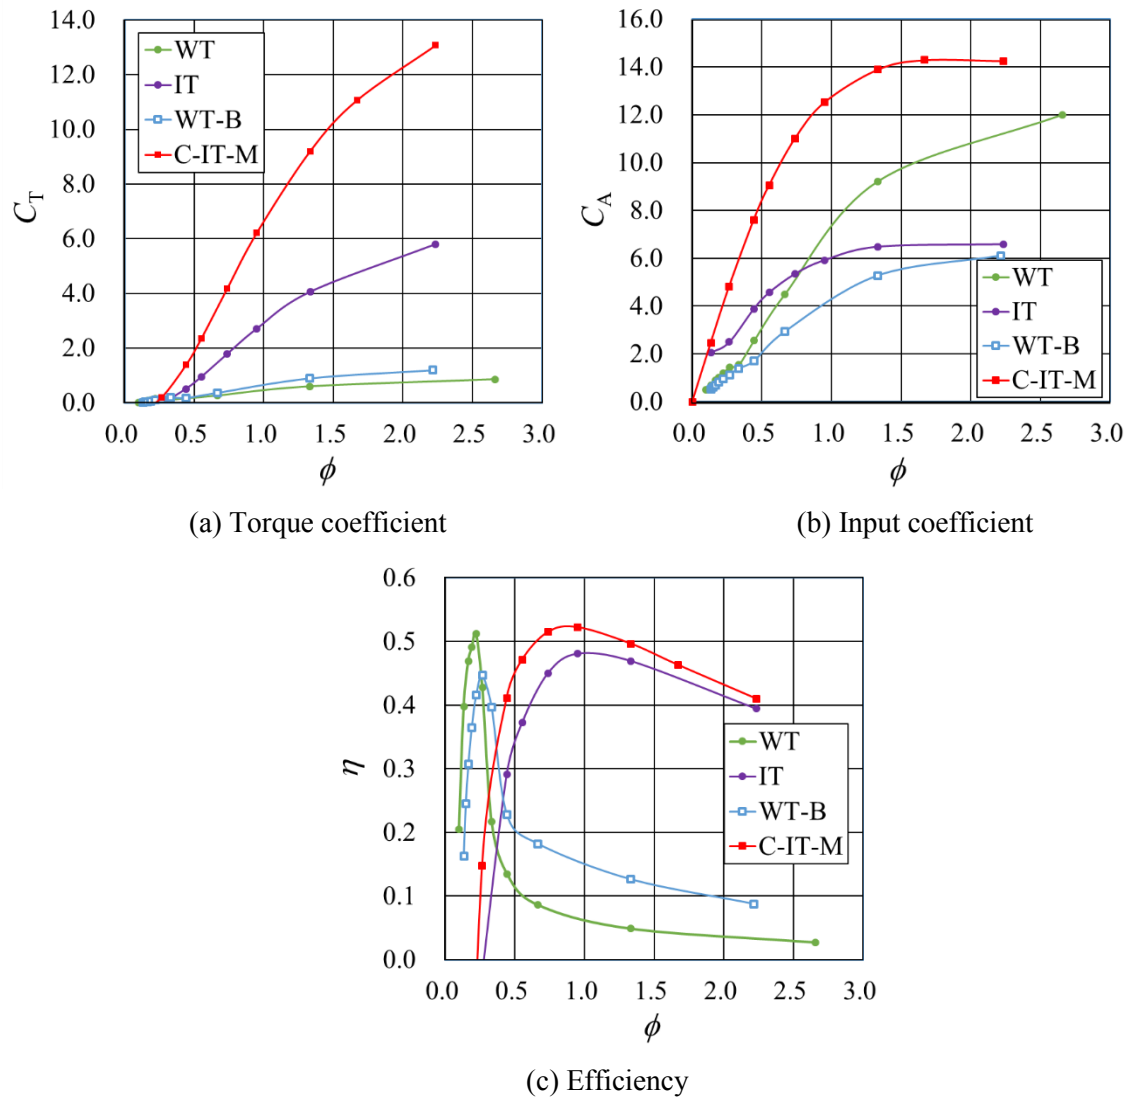 14.0
12.0
10.0
8.0
6.0
4.0
2.0
0.0
C_T
WT
IT
WT-B
C-IT-M
0.0 0.5 1.0 1.5 2.0 2.5 3.0
ϕ
(a) Torque coefficient
16.0
14.0
12.0
10.0
8.0
6.0
4.0
2.0
0.0
C_A
WT
IT
WT-B
C-IT-M
0.0 0.5 1.0 1.5 2.0 2.5 3.0
ϕ
(b) Input coefficient
0.6
0.5
0.4
0.3
0.2
0.1
0.0
η
WT
IT
WT-B
C-IT-M
0.0 0.5 1.0 1.5 2.0 2.5 3.0
ϕ
(c) Efficiency